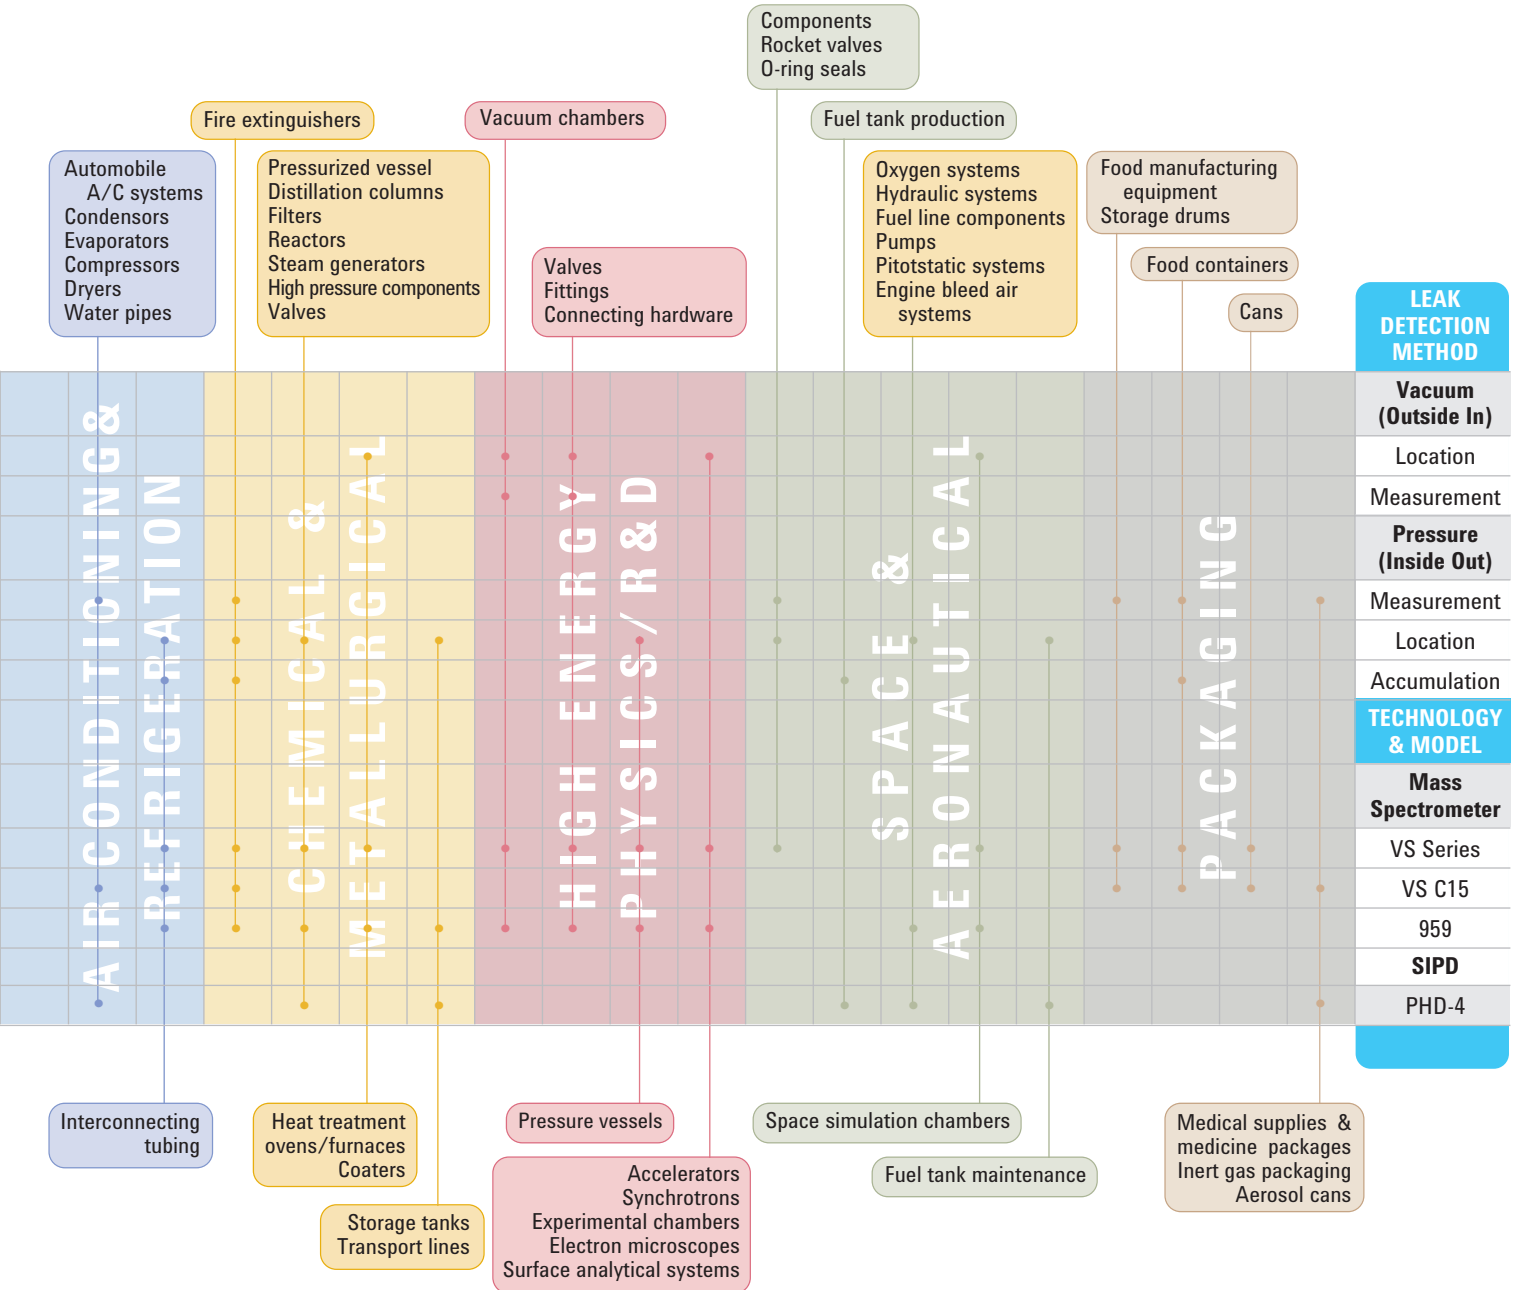 Components
Rocket valves
O-ring seals
Fire extinguishers
Vacuum chambers
Fuel tank production
Automobile
A/C systems
Condensors
Evaporators
Compressors
Dryers
Water pipes
Pressurized vessel
Distillation columns
Filters
Reactors
Steam generators
High pressure components
Valves
Valves
Fittings
Connecting hardware
Oxygen systems
Hydraulic systems
Fuel line components
Pumps
Pitotstatic systems
Engine bleed air
systems
Food manufacturing
equipment
Storage drums
Food containers
Cans
LEAK
DETECTION
METHOD
Vacuum
(Outside In)
Location
Measurement
Pressure
(Inside Out)
Measurement
Location
Accumulation
TECHNOLOGY
& MODEL
Mass
Spectrometer
VS Series
VS C15
959
SIPD
PHD-4
AIR CONDITIONING &
REFRIGERATION
CHEMICAL &
METALLURGICAL
HIGH ENERGY
PHYSICS/R&D
SPACE &
AERONAUTICAL
PACKAGING
Interconnecting
tubing
Heat treatment
ovens/furnaces
Coaters
Storage tanks
Transport lines
Pressure vessels
Accelerators
Synchrotrons
Experimental chambers
Electron microscopes
Surface analytical systems
Space simulation chambers
Fuel tank maintenance
Medical supplies &
medicine packages
Inert gas packaging
Aerosol cans